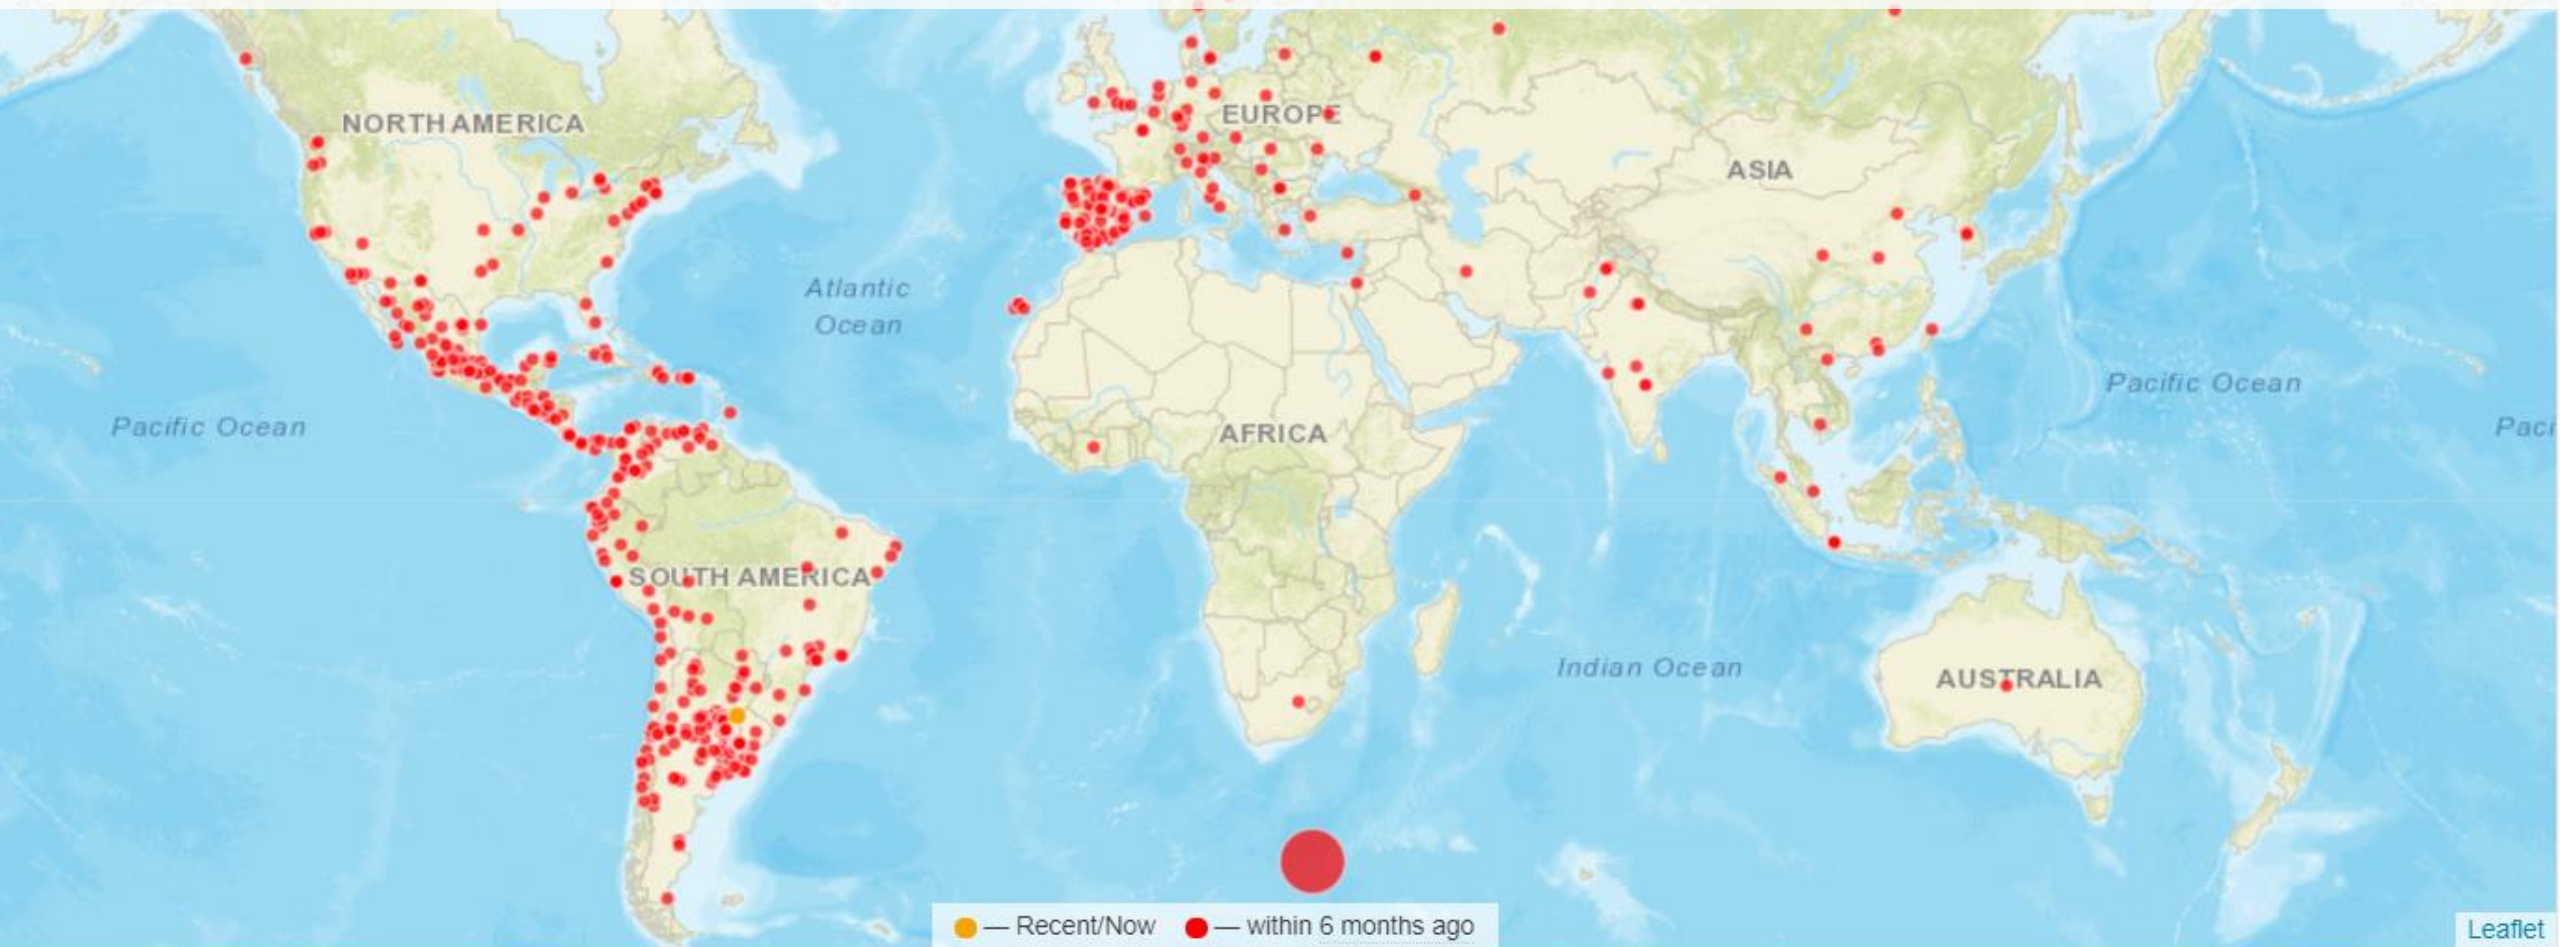 NORTH AMERICA
EUROPE
ASIA
Atlantic
Ocean
Pacific Ocean
Pacific Ocean
Paci
AFRICA
SOUTH AMERICA
Indian Ocean
AUSTRALIA
— Recent/Now — within 6 months ago
Leaflet